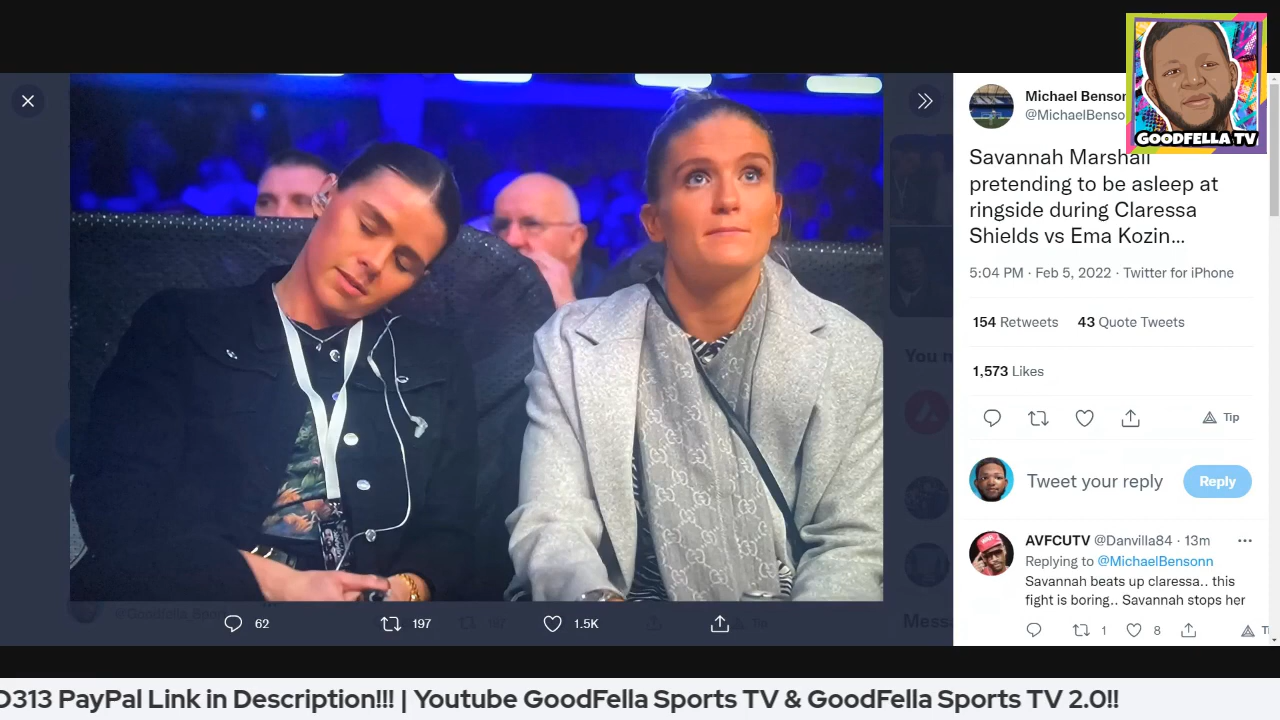 GOODFELLA TV
Michael Benson
@MichaelBenso
Savannah Marshall
pretending to be asleep at
ringside during Claressa
Shields vs Ema Kozin...
5:04 PM · Feb 5, 2022 · Twitter for iPhone
154 Retweets 43 Quote Tweets
1,573 Likes
Tip
Tweet your reply
Reply
AVFCUTV @Danvilla84 · 13m
Replying to @MichaelBensonn
Savannah beats up claressa.. this
fight is boring.. Savannah stops her
1
8
62
197
1.5K
D313 PayPal Link in Description!!! | Youtube GoodFella Sports TV & GoodFella Sports TV 2.0!!